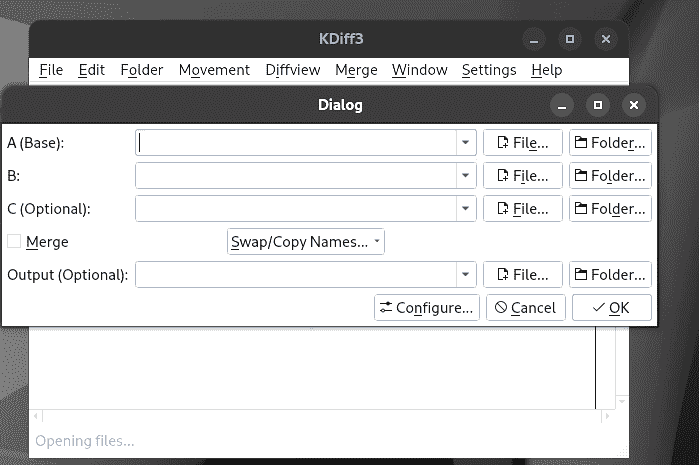 KDiff3
File Edit Folder Movement Diffview Merge Window Settings Help
Dialog
A (Base): File... Folder...
B: File... Folder...
C (Optional): File... Folder...
Merge Swap/Copy Names...
Output (Optional): File... Folder...
Configure... Cancel OK
Opening files...